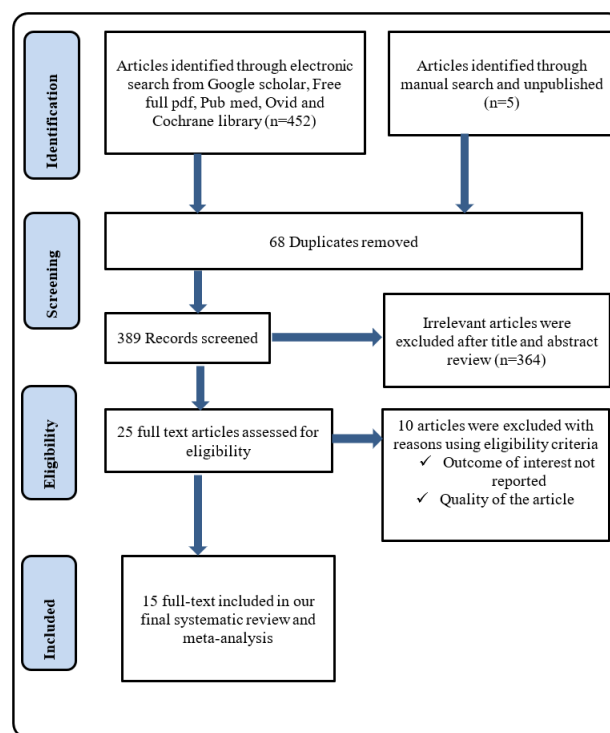 Identification
Articles identified through electronic
search from Google scholar, Free
full pdf, Pub med, Ovid and
Cochrane library (n=452)
Articles identified through
manual search and unpublished
(n=5)
Screening
68 Duplicates removed
389 Records screened
Irrelevant articles were
excluded after title and abstract
review (n=364)
Eligibility
25 full text articles assessed for
eligibility
10 articles were excluded with
reasons using eligibility criteria
✓ Outcome of interest not
reported
✓ Quality of the article
Included
15 full-text included in our
final systematic review and
meta-analysis